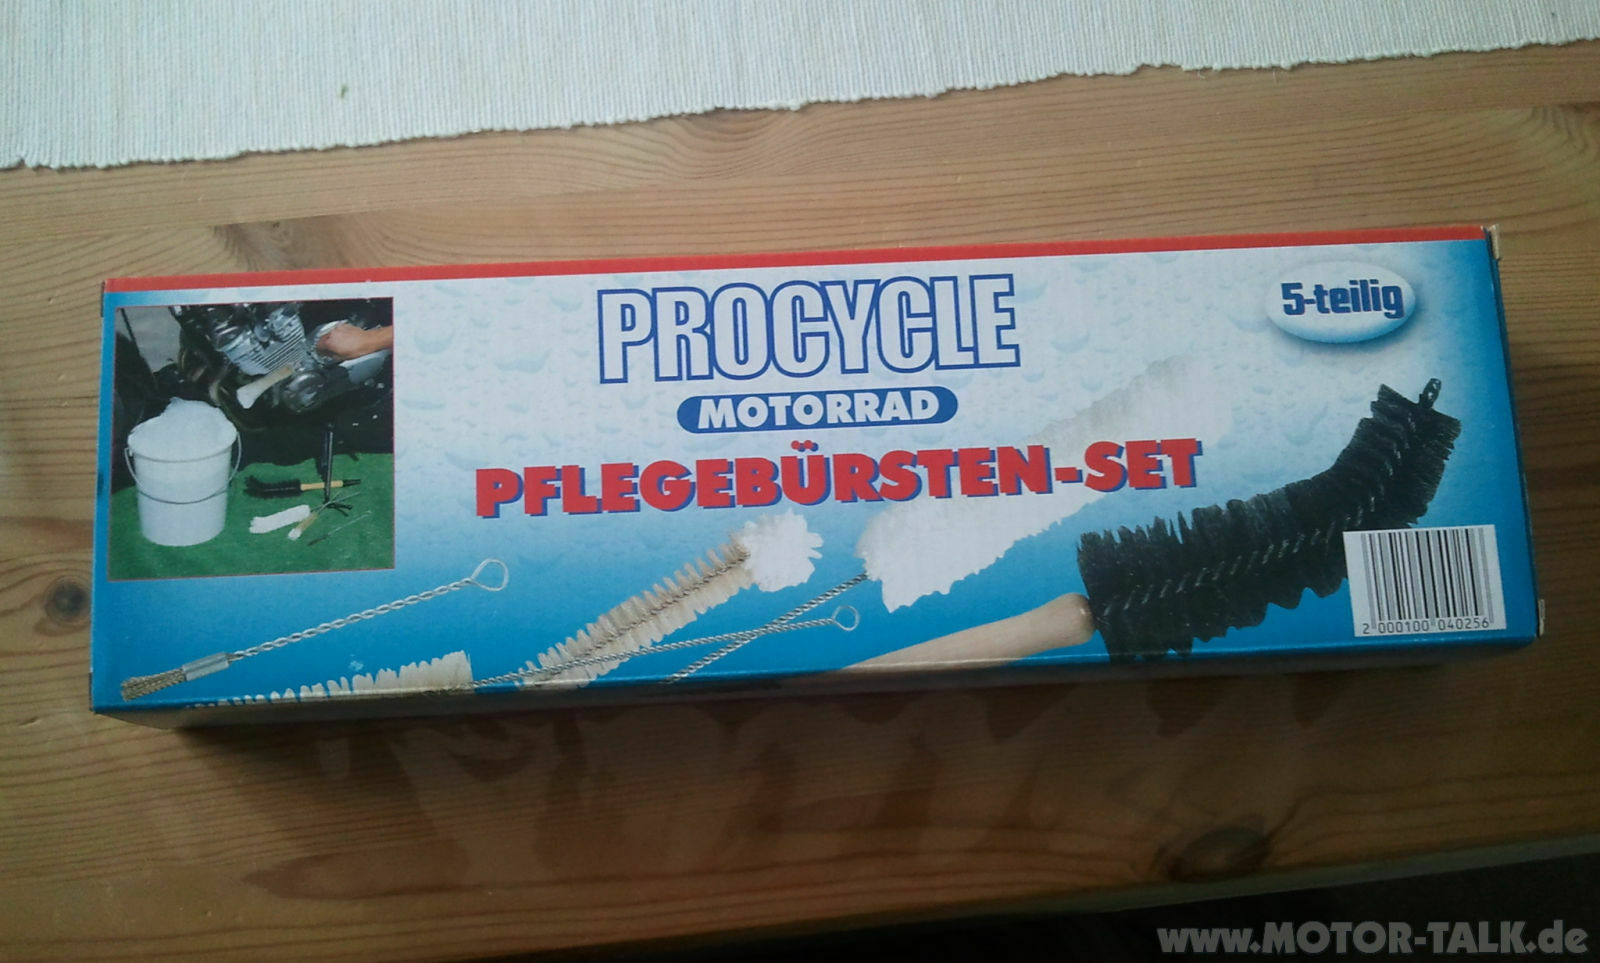 PROCYCLE
5-teilig
MOTORRAD
PFLEGEBÜRSTEN-SET
2 000100 040256
www.MOTOR-TALK.de